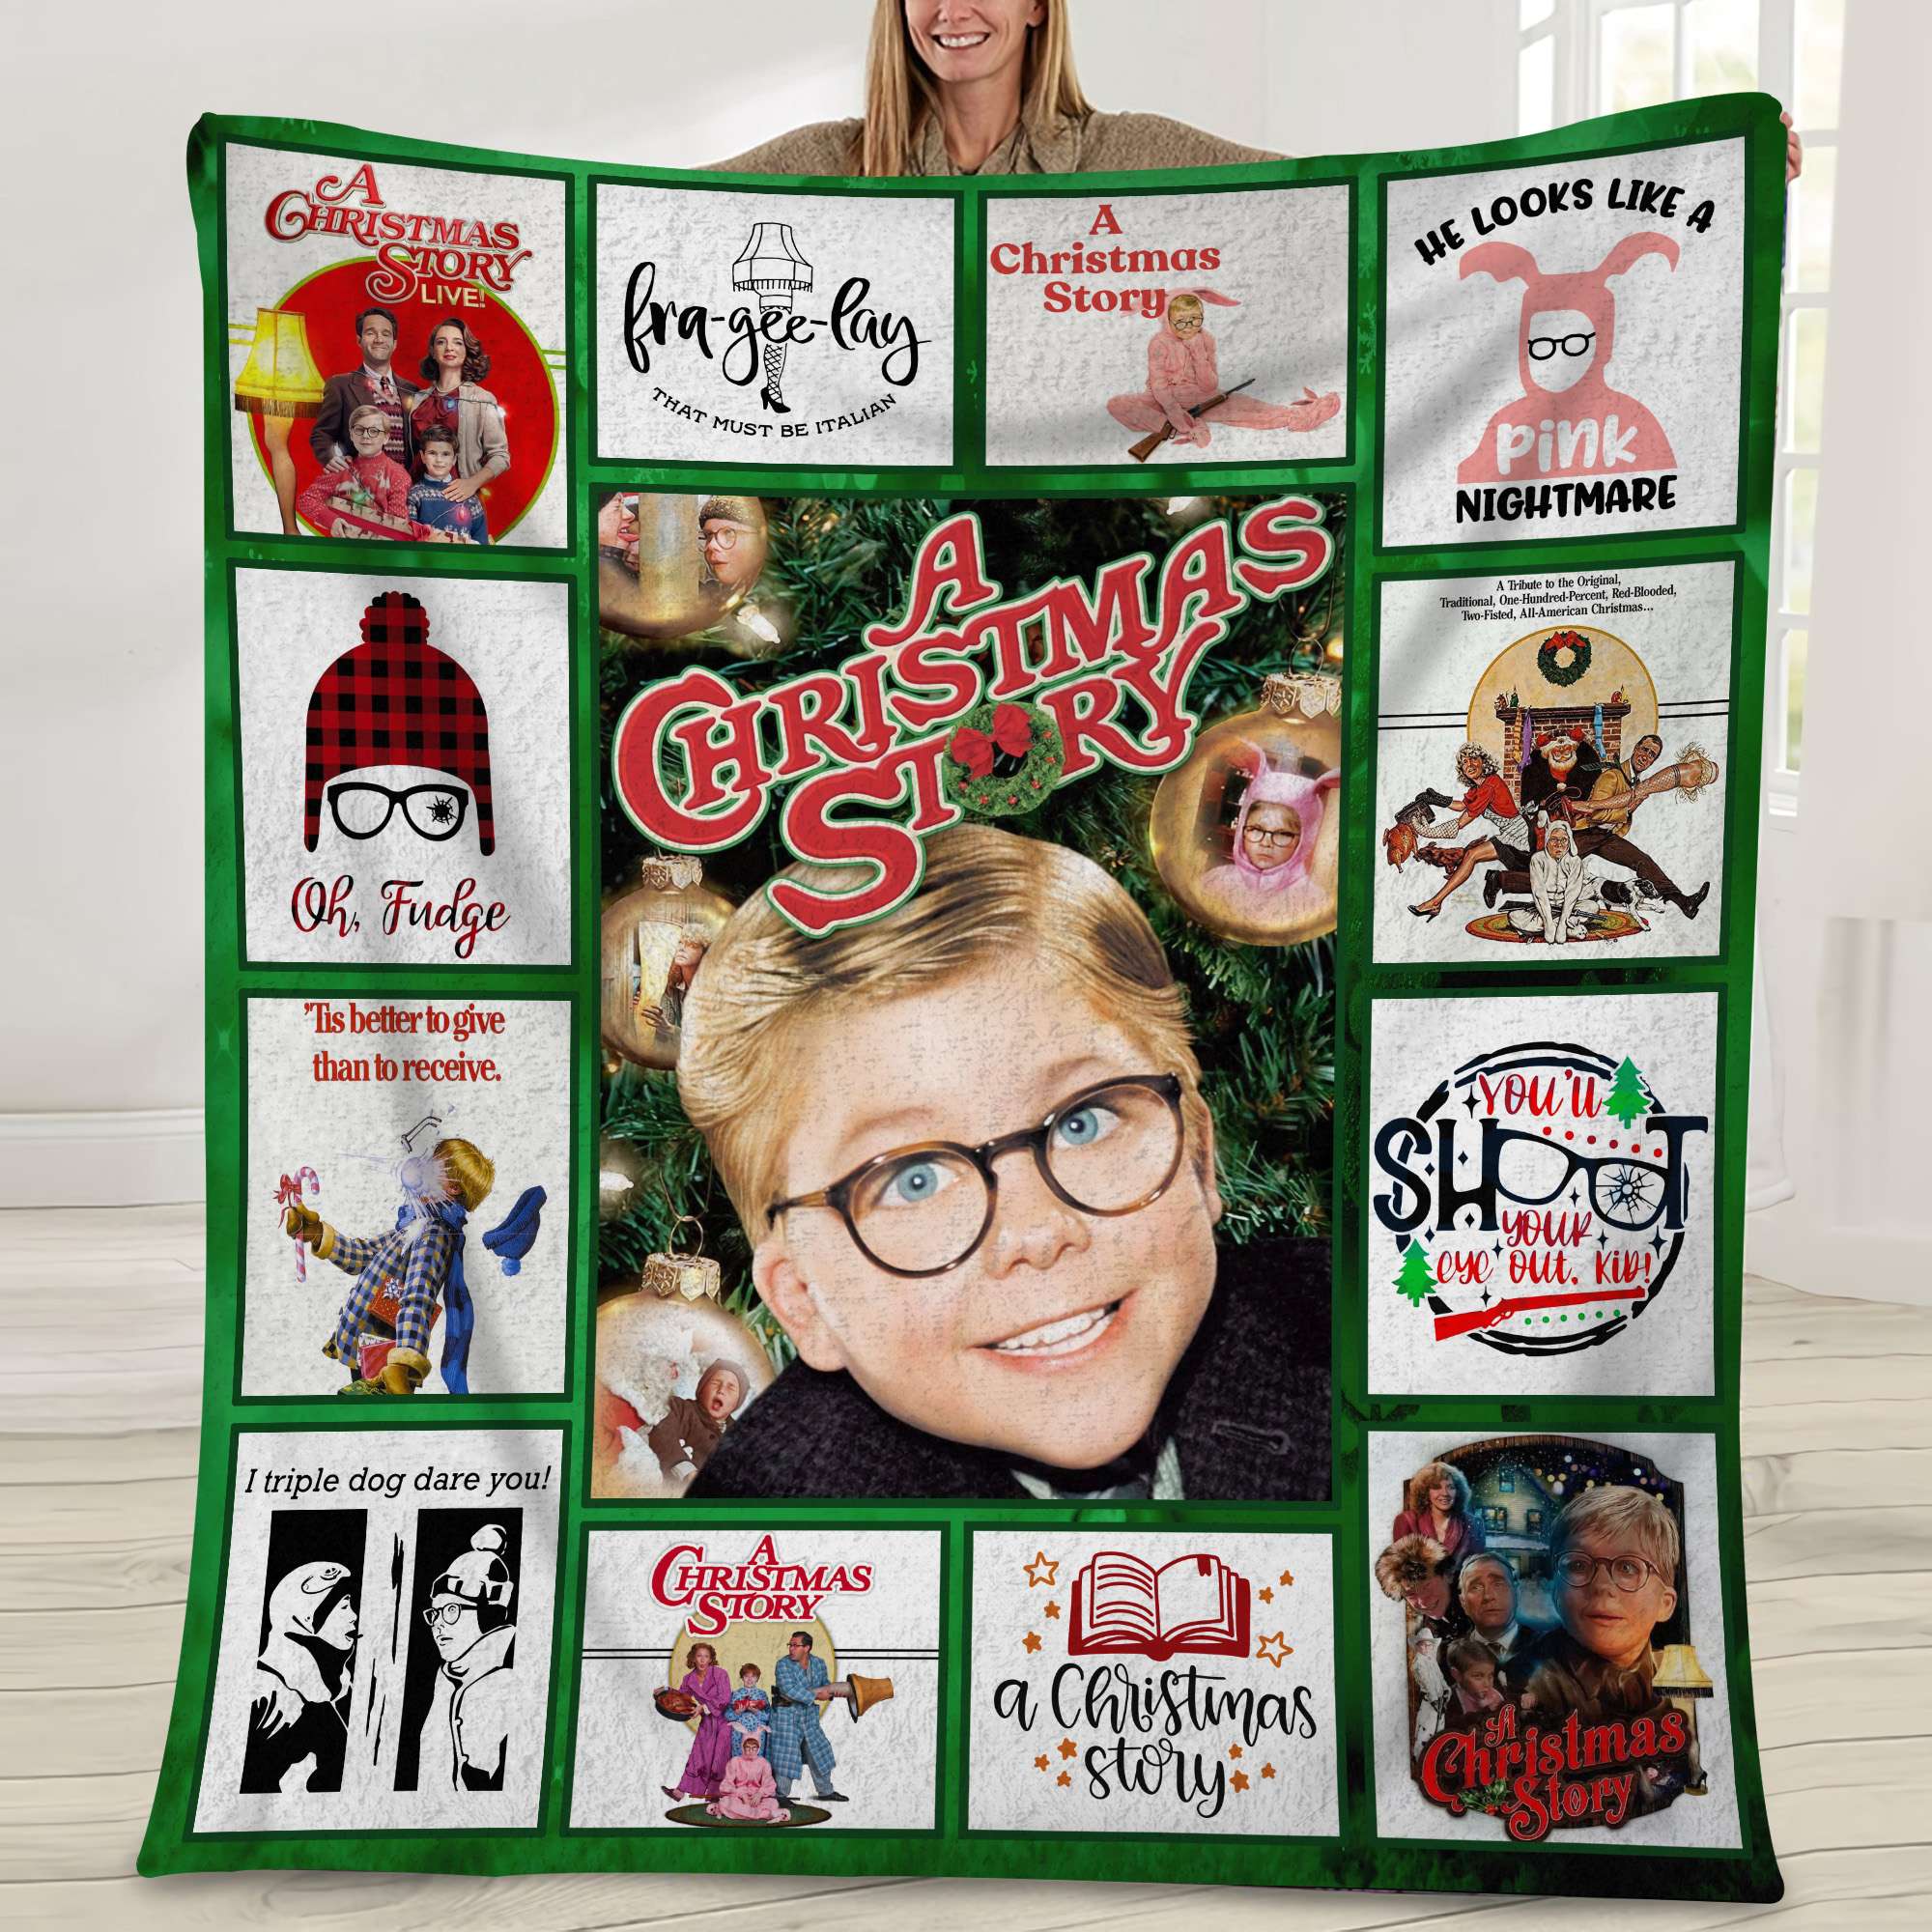 A
CHRISTMAS
STORY
LIVE!
fra-gee-lay
THAT MUST BE ITALIAN
A
Christmas
Story
HE LOOKS LIKE A
Pink
NIGHTMARE
A
CHRISTMAS
STORY
Oh, Fudge
A Tribute to the Original,
Traditional, One-Hundred-Percent, Red-Blooded,
Two-Fisted, All-American Christmas...
'Tis better to give
than to receive.
YOU'll
SHOOT
YOUR
eye OUT, KiD!
I triple dog dare you!
A
CHRISTMAS
STORY
a Christmas
story
A
Christmas
Story